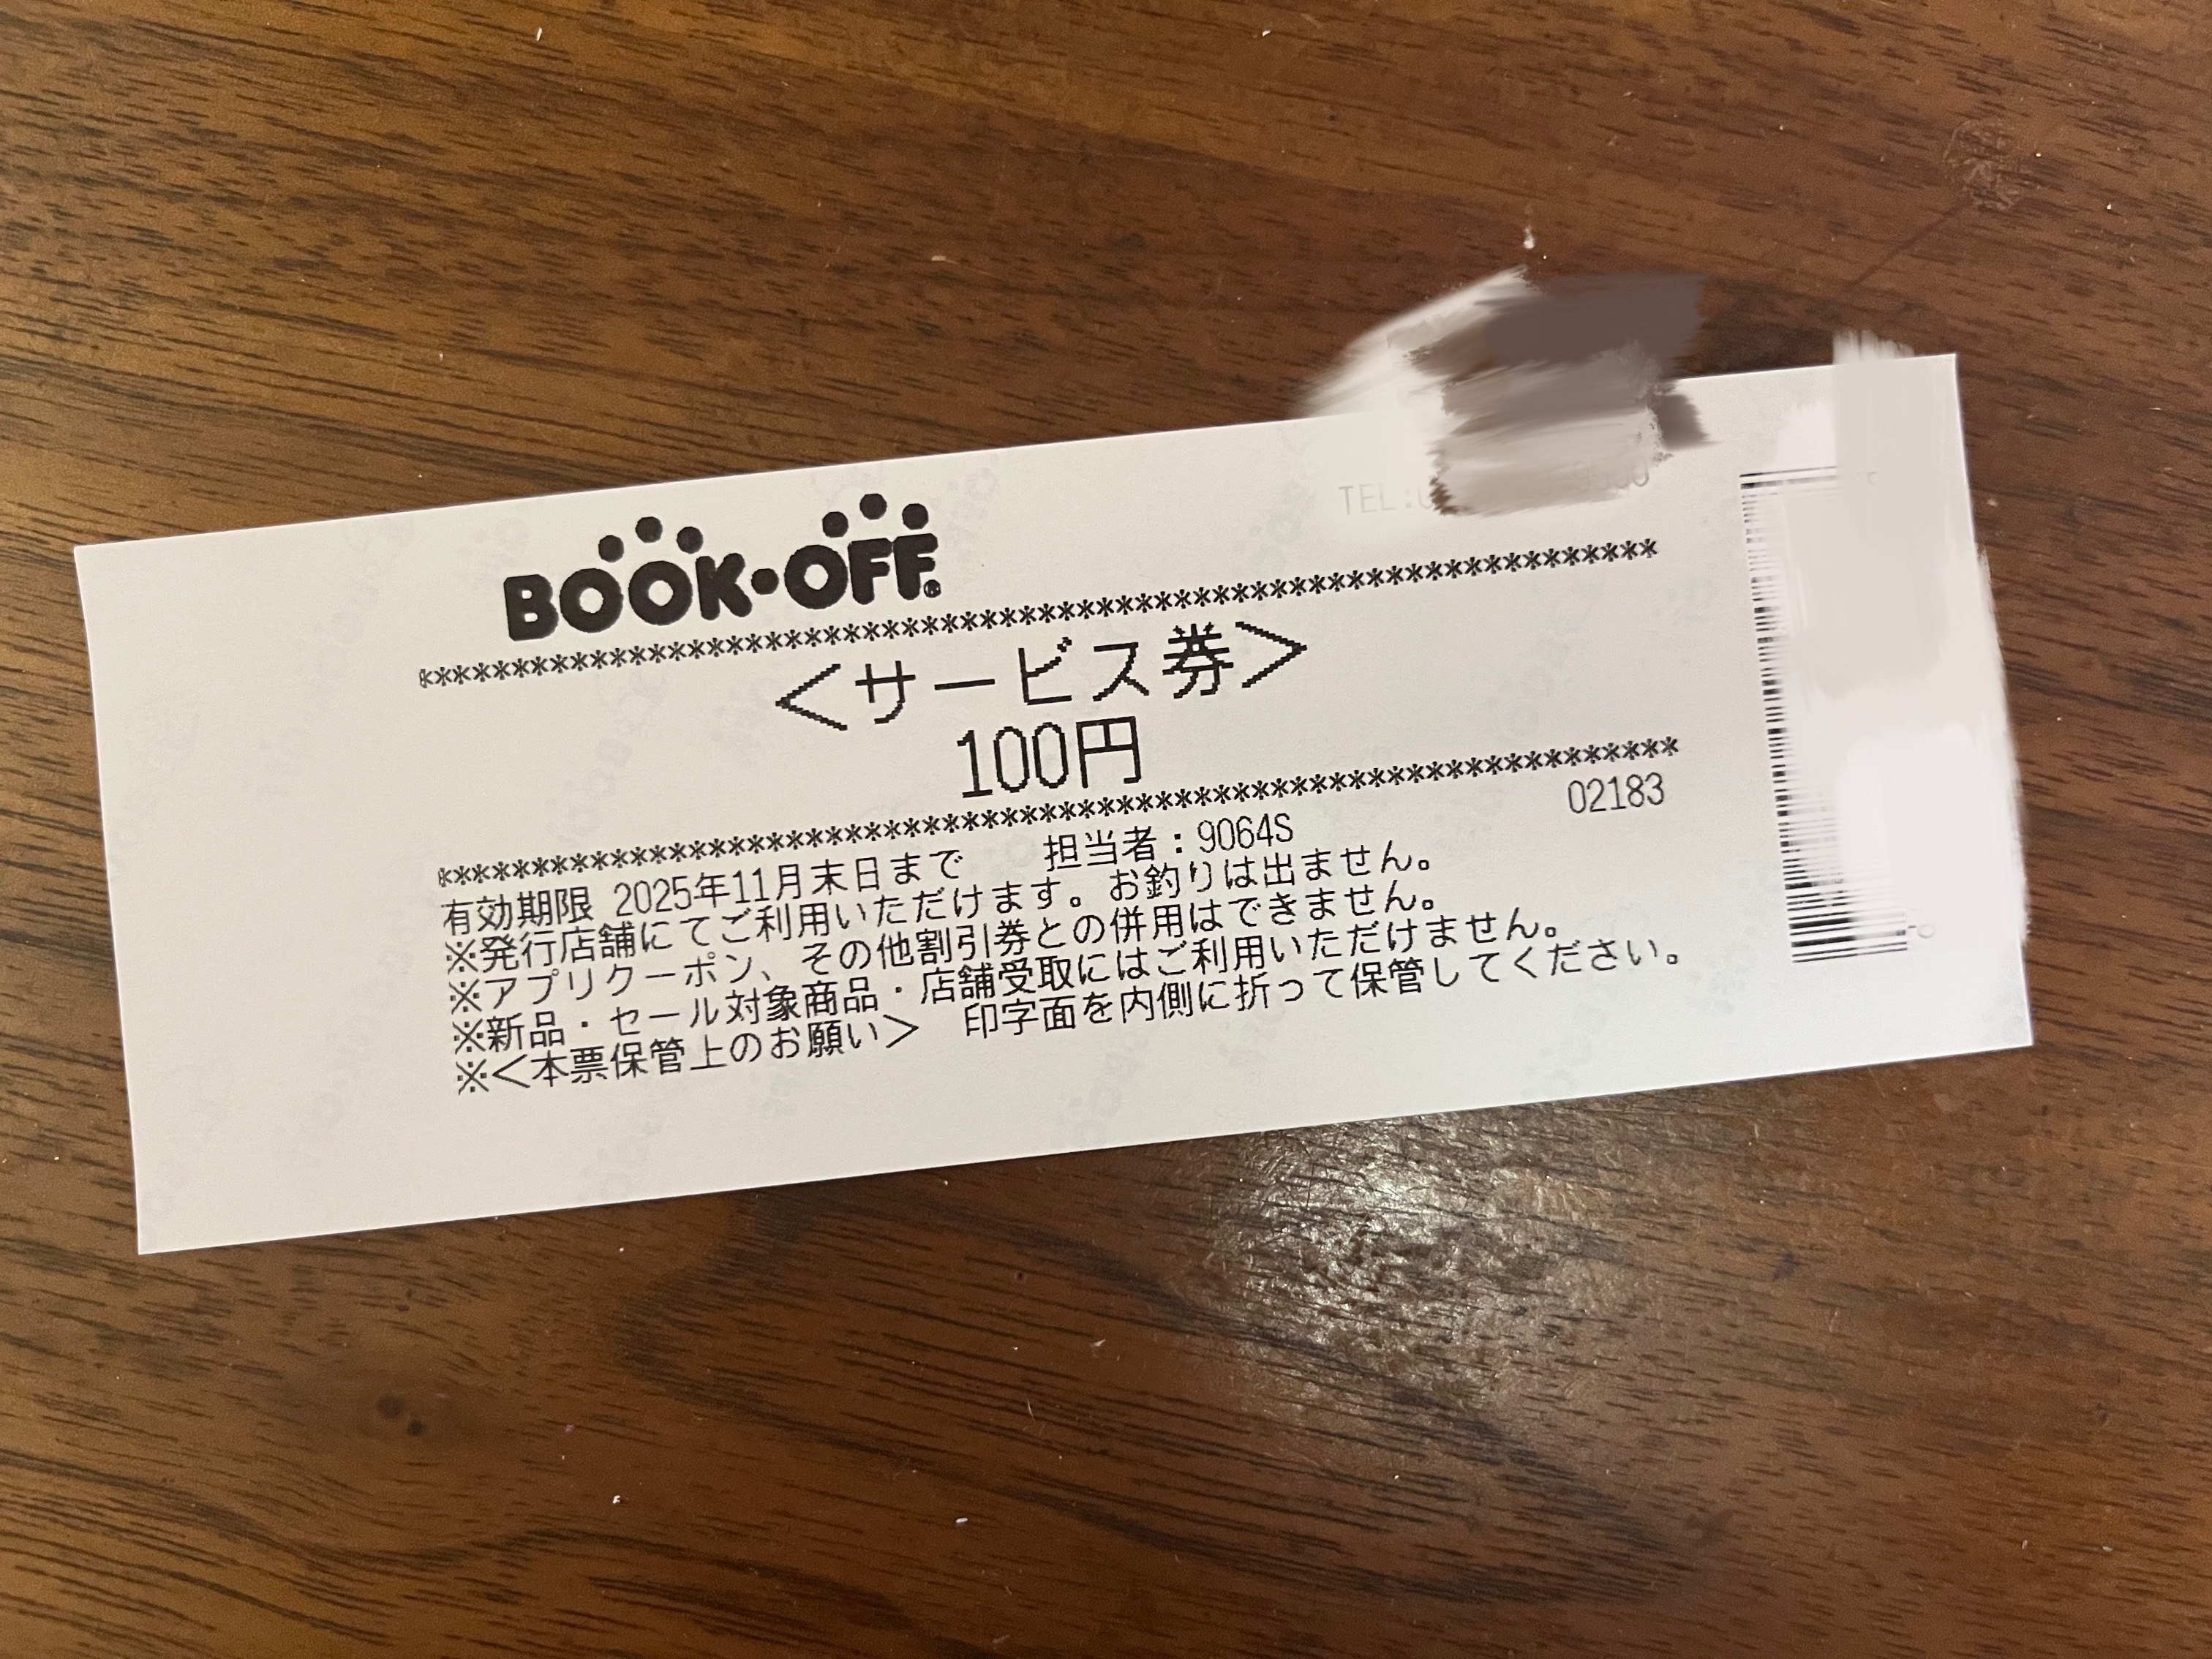 BOOK・OFF®
TEL:
****************************************************************
<サービス券>
100円
****************************************************************
02183
有効期限 2025年11月末日まで 担当者:9064S
※発行店舗にてご利用いただけます。お釣りは出ません。
※アプリクーポン、その他割引券との併用はできません。
※新品・セール対象商品・店舗受取にはご利用いただけません。
※<本票保管上のお願い> 印字面を内側に折って保管してください。